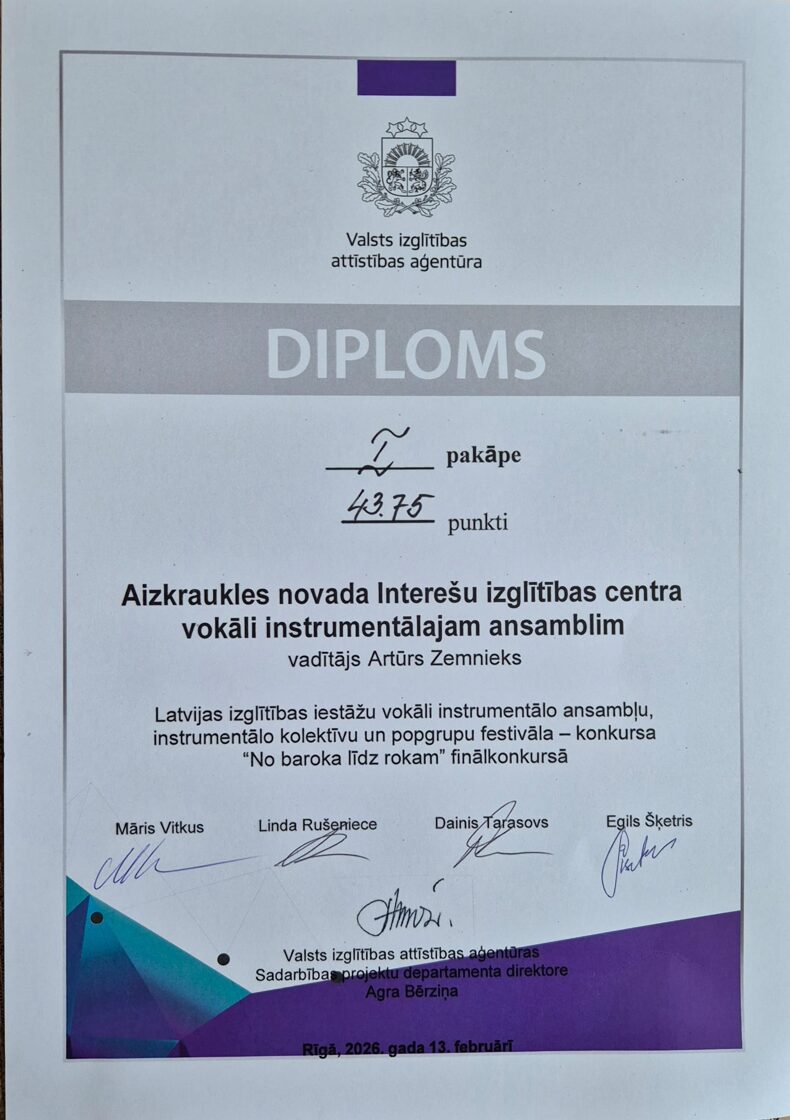 Valsts izglītības
attīstības aģentūra
DIPLOMS
I pakāpe
43.75 punkti
Aizkraukles novada Interešu izglītības centra
vokāli instrumentālajam ansamblim
vadītājs Artūrs Zemnieks
Latvijas izglītības iestāžu vokāli instrumentālo ansambļu,
instrumentālo kolektīvu un popgrupu festivāla – konkursa
“No baroka līdz rokam” finālkonkursā
Māris Vitkus Linda Rušeniece Dainis Tarasovs Egils Šķetris
Valsts izglītības attīstības aģentūras
Sadarbības projektu departamenta direktore
Agra Bērziņa
Rīgā, 2026. gada 13. februārī